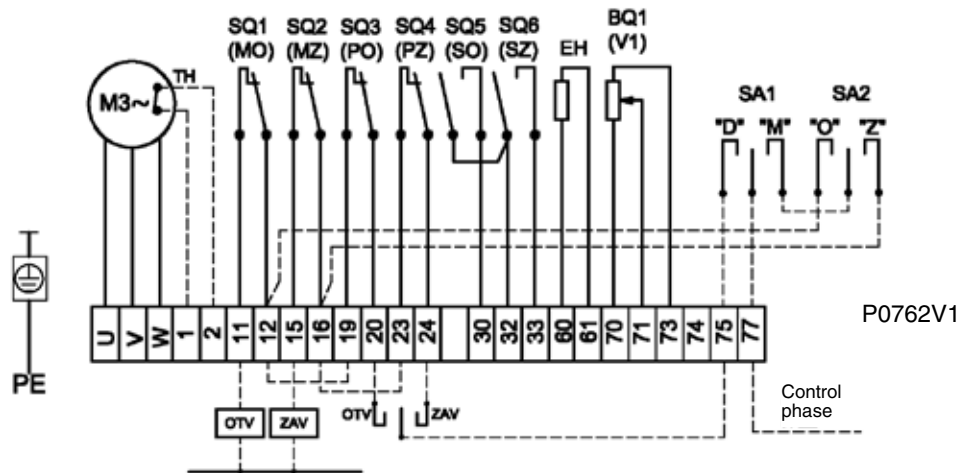 SQ1 SQ2 SQ3 SQ4 SQ5 SQ6 BQ1
(MO) (MZ) (PO) (PZ) (SO) (SZ) EH (V1)
TH
M3~
SA1 SA2
"D" "M" "O" "Z"
U V W 1 2 11 12 15 16 19 20 23 24 30 32 33 60 61 70 71 73 74 75 77
P0762V1
PE
Control
phase
OTV ZAV OTV ZAV